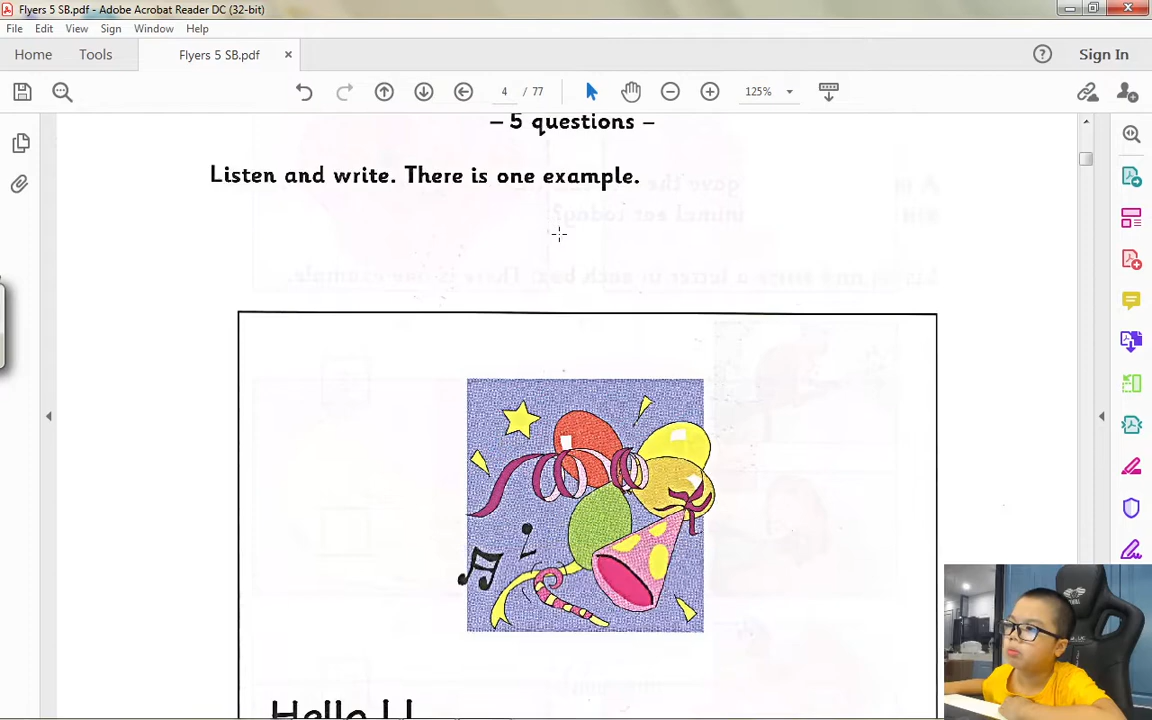 Flyers 5 SB.pdf - Adobe Acrobat Reader DC (32-bit)
File Edit View Sign Window Help
Home Tools Flyers 5 SB.pdf × Sign In
4 / 77 125%
– 5 questions –
Listen and write. There is one example.